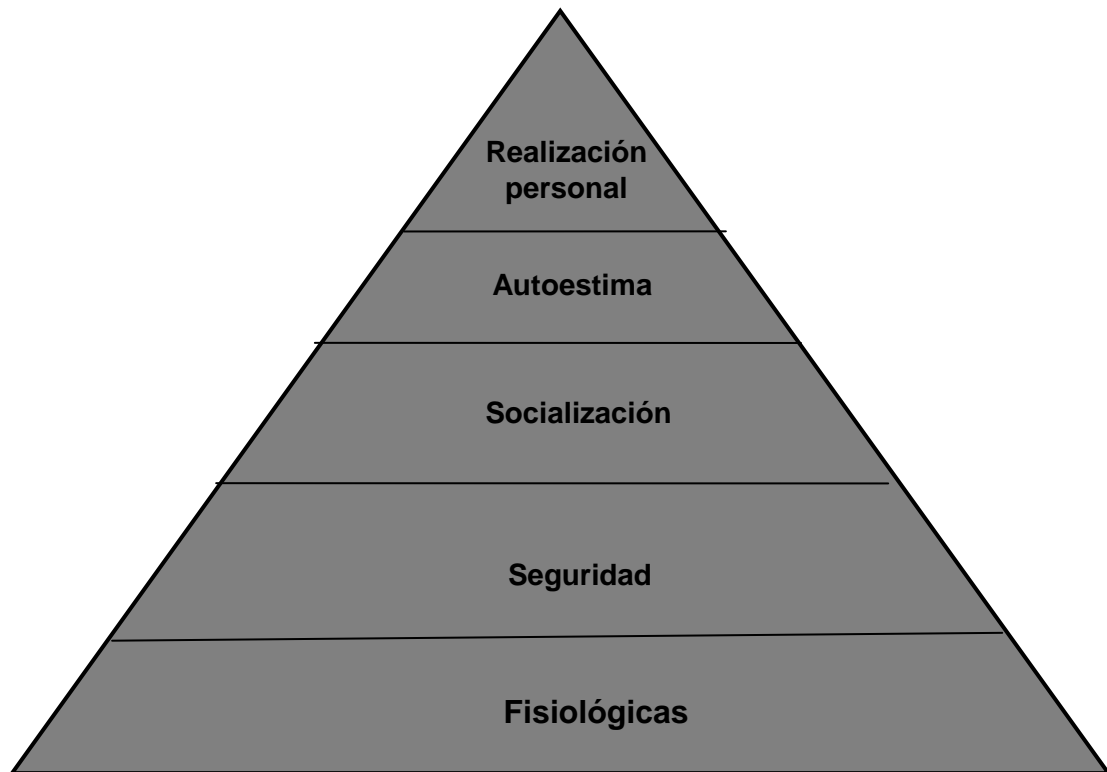 Realización
personal
Autoestima
Socialización
Seguridad
Fisiológicas